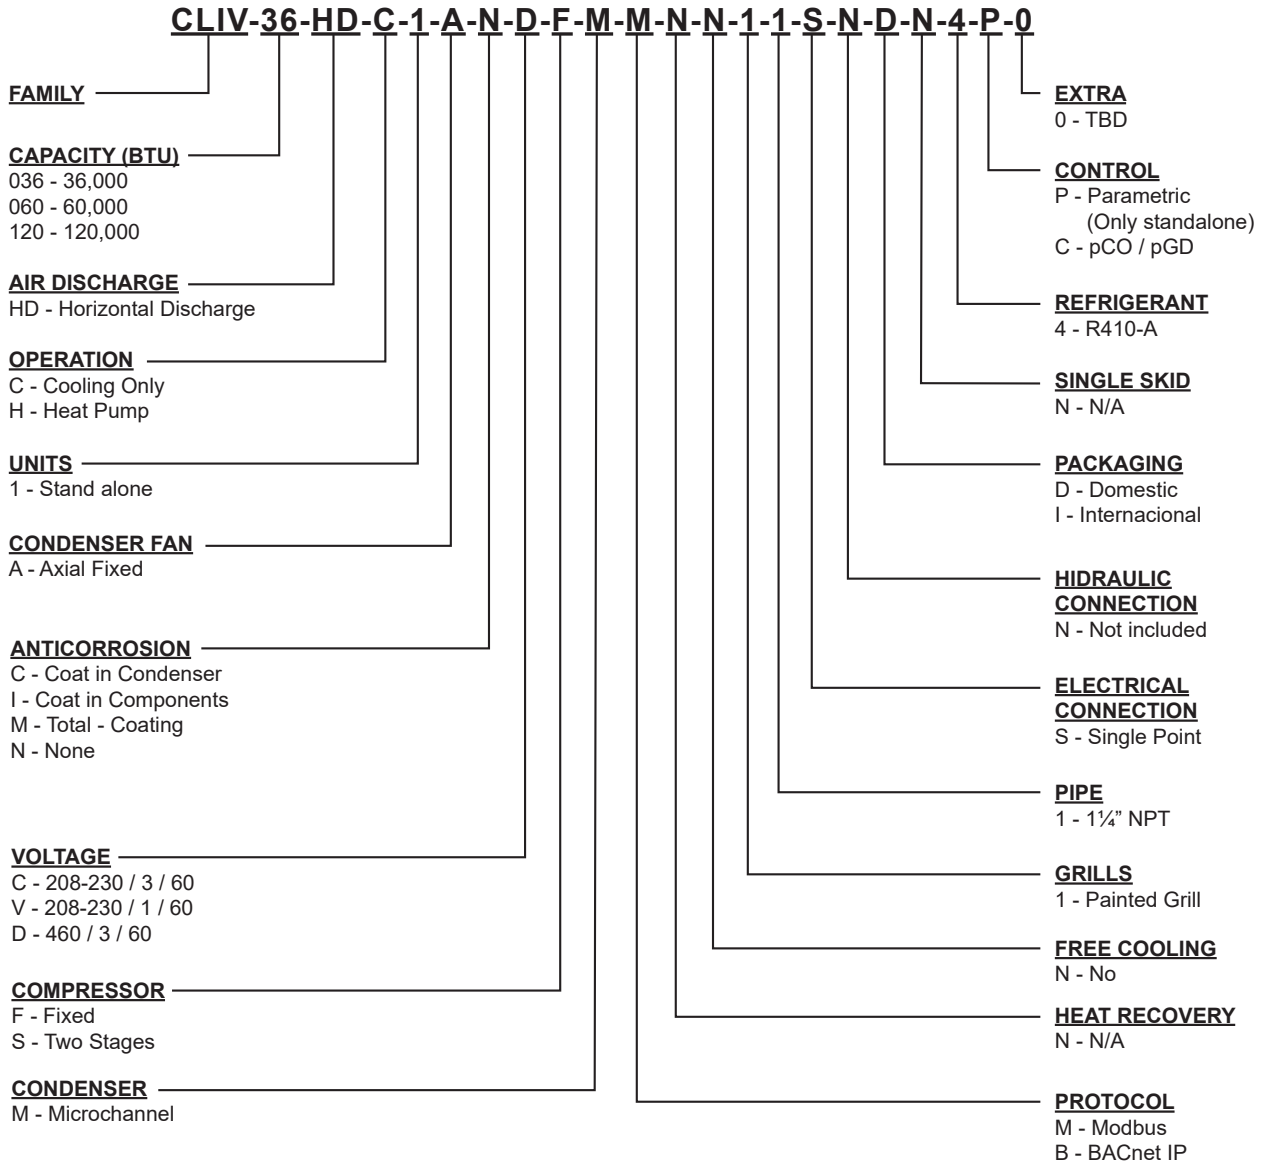 CLIV-36-HD-C-1-A-N-D-F-M-M-N-N-1-1-S-N-D-N-4-P-0
FAMILY
CAPACITY (BTU)
036 - 36,000
060 - 60,000
120 - 120,000
AIR DISCHARGE
HD - Horizontal Discharge
OPERATION
C - Cooling Only
H - Heat Pump
UNITS
1 - Stand alone
CONDENSER FAN
A - Axial Fixed
ANTICORROSION
C - Coat in Condenser
I - Coat in Components
M - Total - Coating
N - None
VOLTAGE
C - 208-230 / 3 / 60
V - 208-230 / 1 / 60
D - 460 / 3 / 60
COMPRESSOR
F - Fixed
S - Two Stages
CONDENSER
M - Microchannel
EXTRA
0 - TBD
CONTROL
P - Parametric
(Only standalone)
C - pCO / pGD
REFRIGERANT
4 - R410-A
SINGLE SKID
N - N/A
PACKAGING
D - Domestic
I - Internacional
HIDRAULIC
CONNECTION
N - Not included
ELECTRICAL
CONNECTION
S - Single Point
PIPE
1 - 1¼” NPT
GRILLS
1 - Painted Grill
FREE COOLING
N - No
HEAT RECOVERY
N - N/A
PROTOCOL
M - Modbus
B - BACnet IP